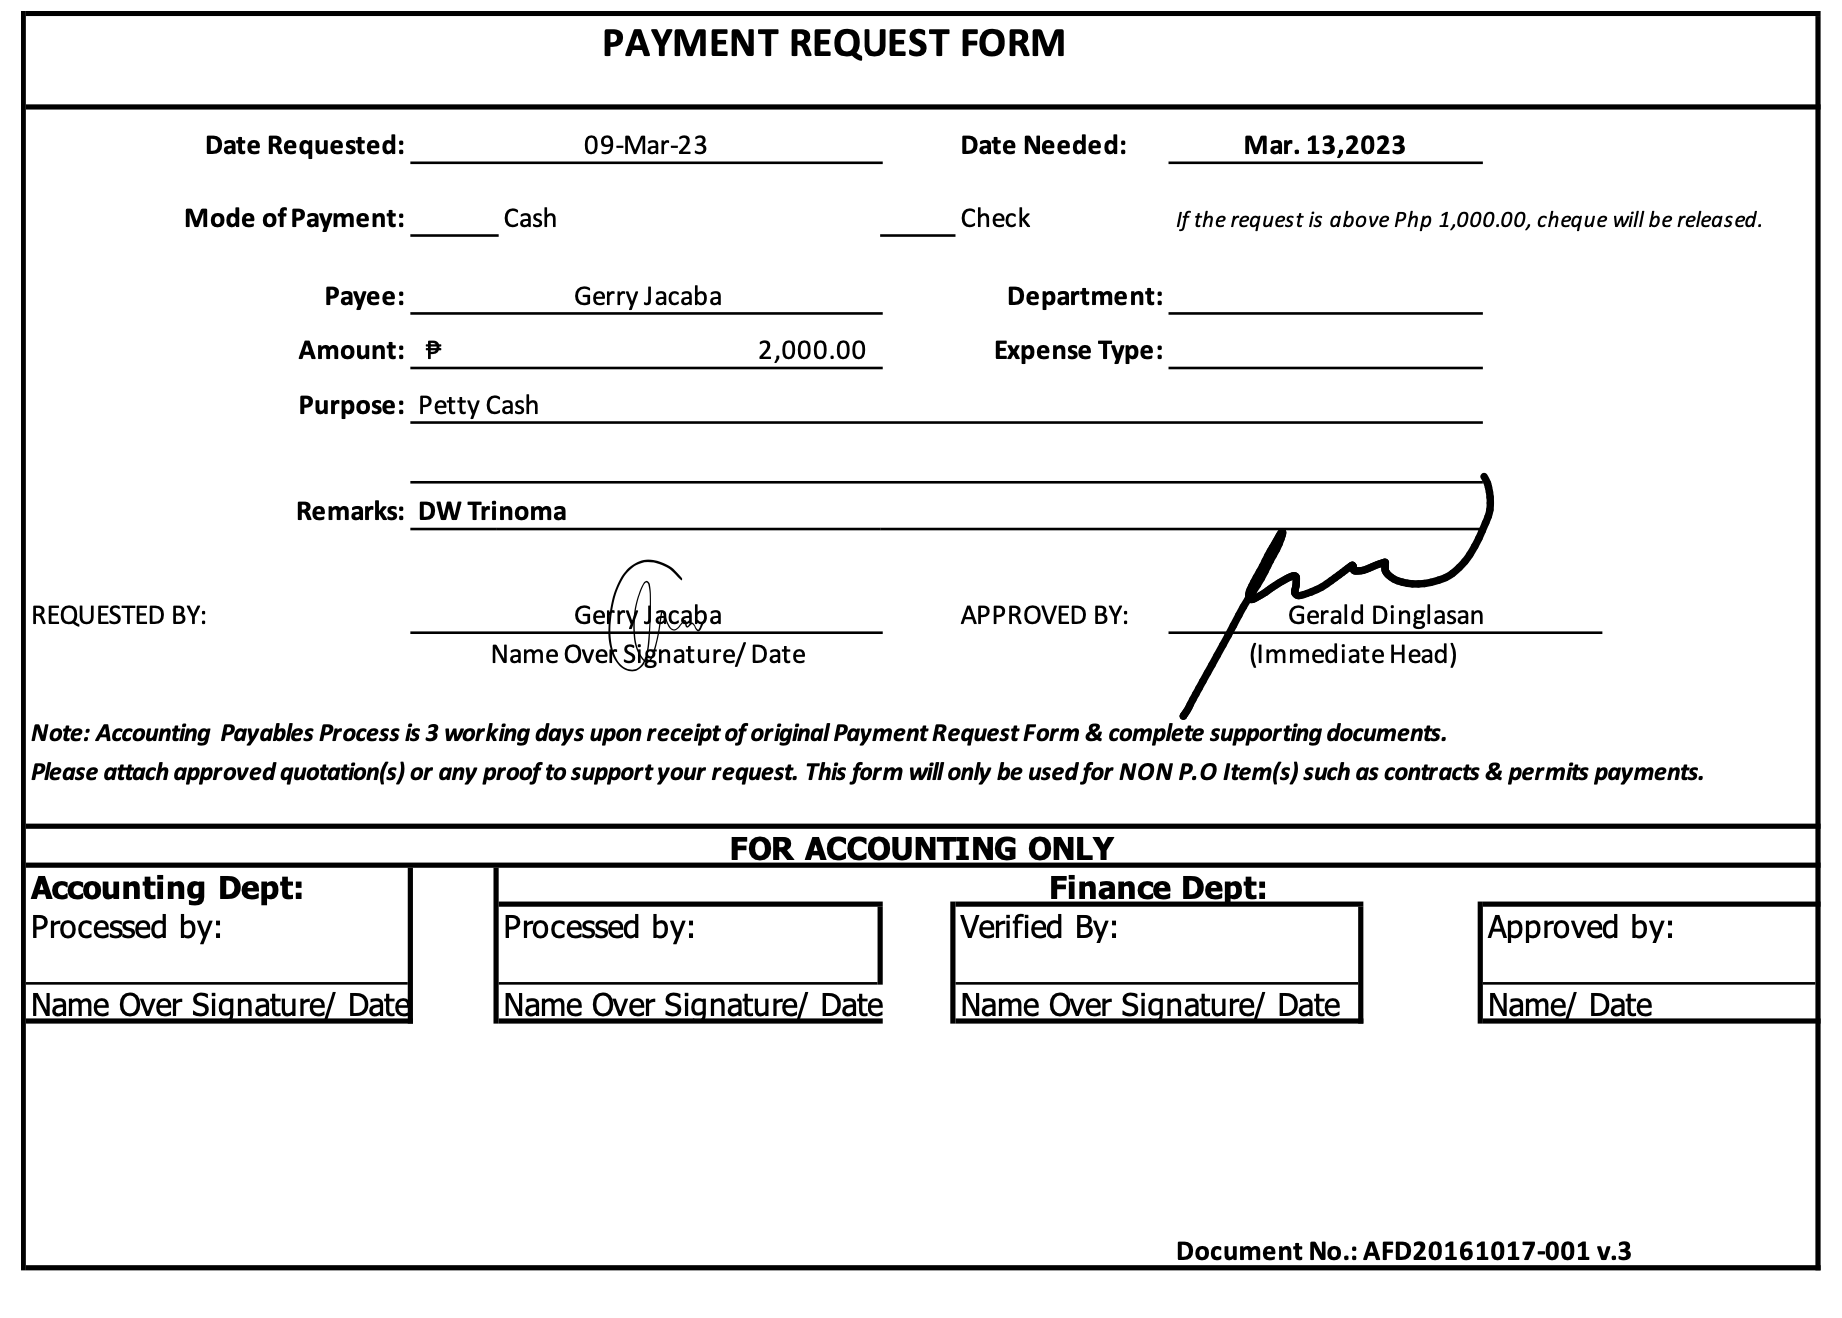 PAYMENT REQUEST FORM
Date Requested: 09-Mar-23 Date Needed: Mar. 13,2023
Mode of Payment: ______ Cash _____ Check If the request is above Php 1,000.00, cheque will be released.
Payee: Gerry Jacaba Department:
Amount: ₱ 2,000.00 Expense Type:
Purpose: Petty Cash
Remarks: DW Trinoma
REQUESTED BY: Gerry Jacaba APPROVED BY: Gerald Dinglasan
Name Over Signature/ Date (Immediate Head)
Note: Accounting Payables Process is 3 working days upon receipt of original Payment Request Form & complete supporting documents.
Please attach approved quotation(s) or any proof to support your request. This form will only be used for NON P.O Item(s) such as contracts & permits payments.
FOR ACCOUNTING ONLY
Accounting Dept: Finance Dept:
Processed by: Processed by: Verified By: Approved by:
Name Over Signature/ Date Name Over Signature/ Date Name Over Signature/ Date Name/ Date
Document No.: AFD20161017-001 v.3